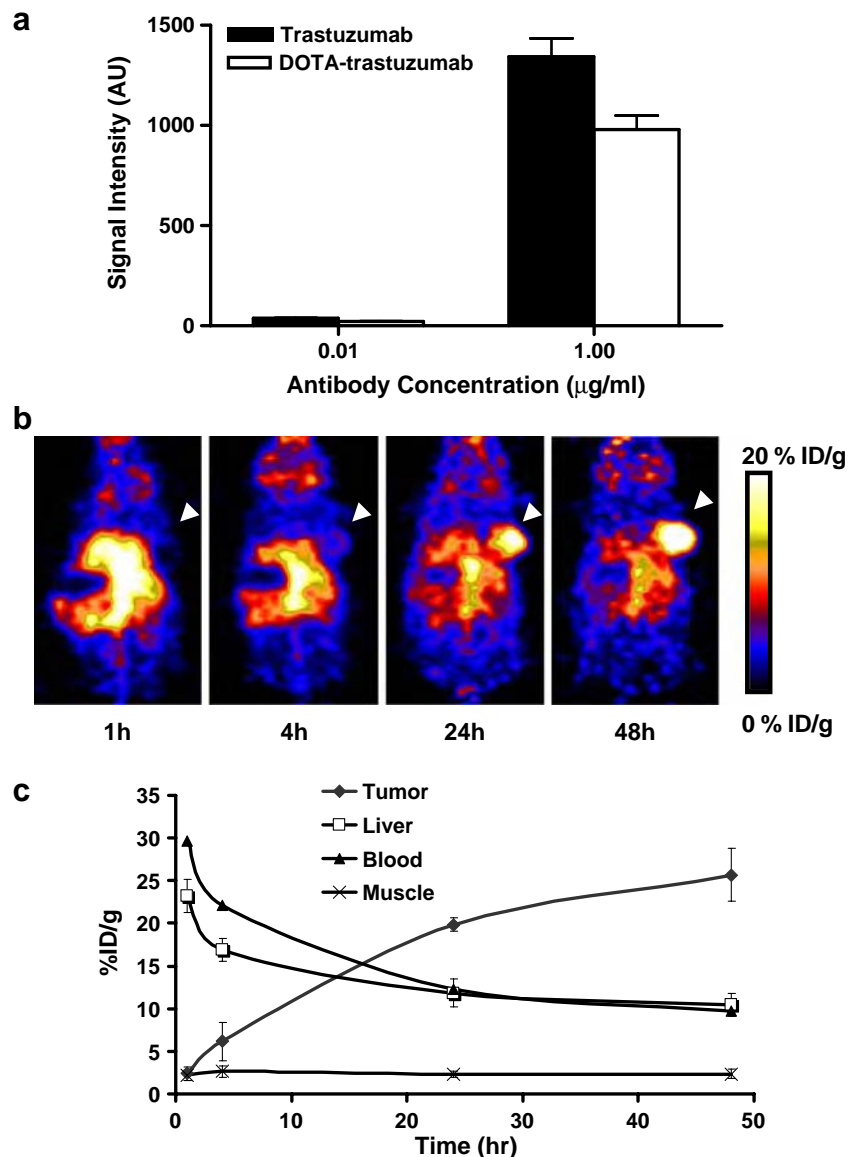 a
1500
1000
500
0
Signal Intensity (AU)
Trastuzumab
DOTA-trastuzumab
0.01
1.00
Antibody Concentration (μg/ml)
b
20 % ID/g
0 % ID/g
1h
4h
24h
48h
c
35
30
25
20
15
10
5
0
%ID/g
Tumor
Liver
Blood
Muscle
0
10
20
30
40
50
Time (hr)